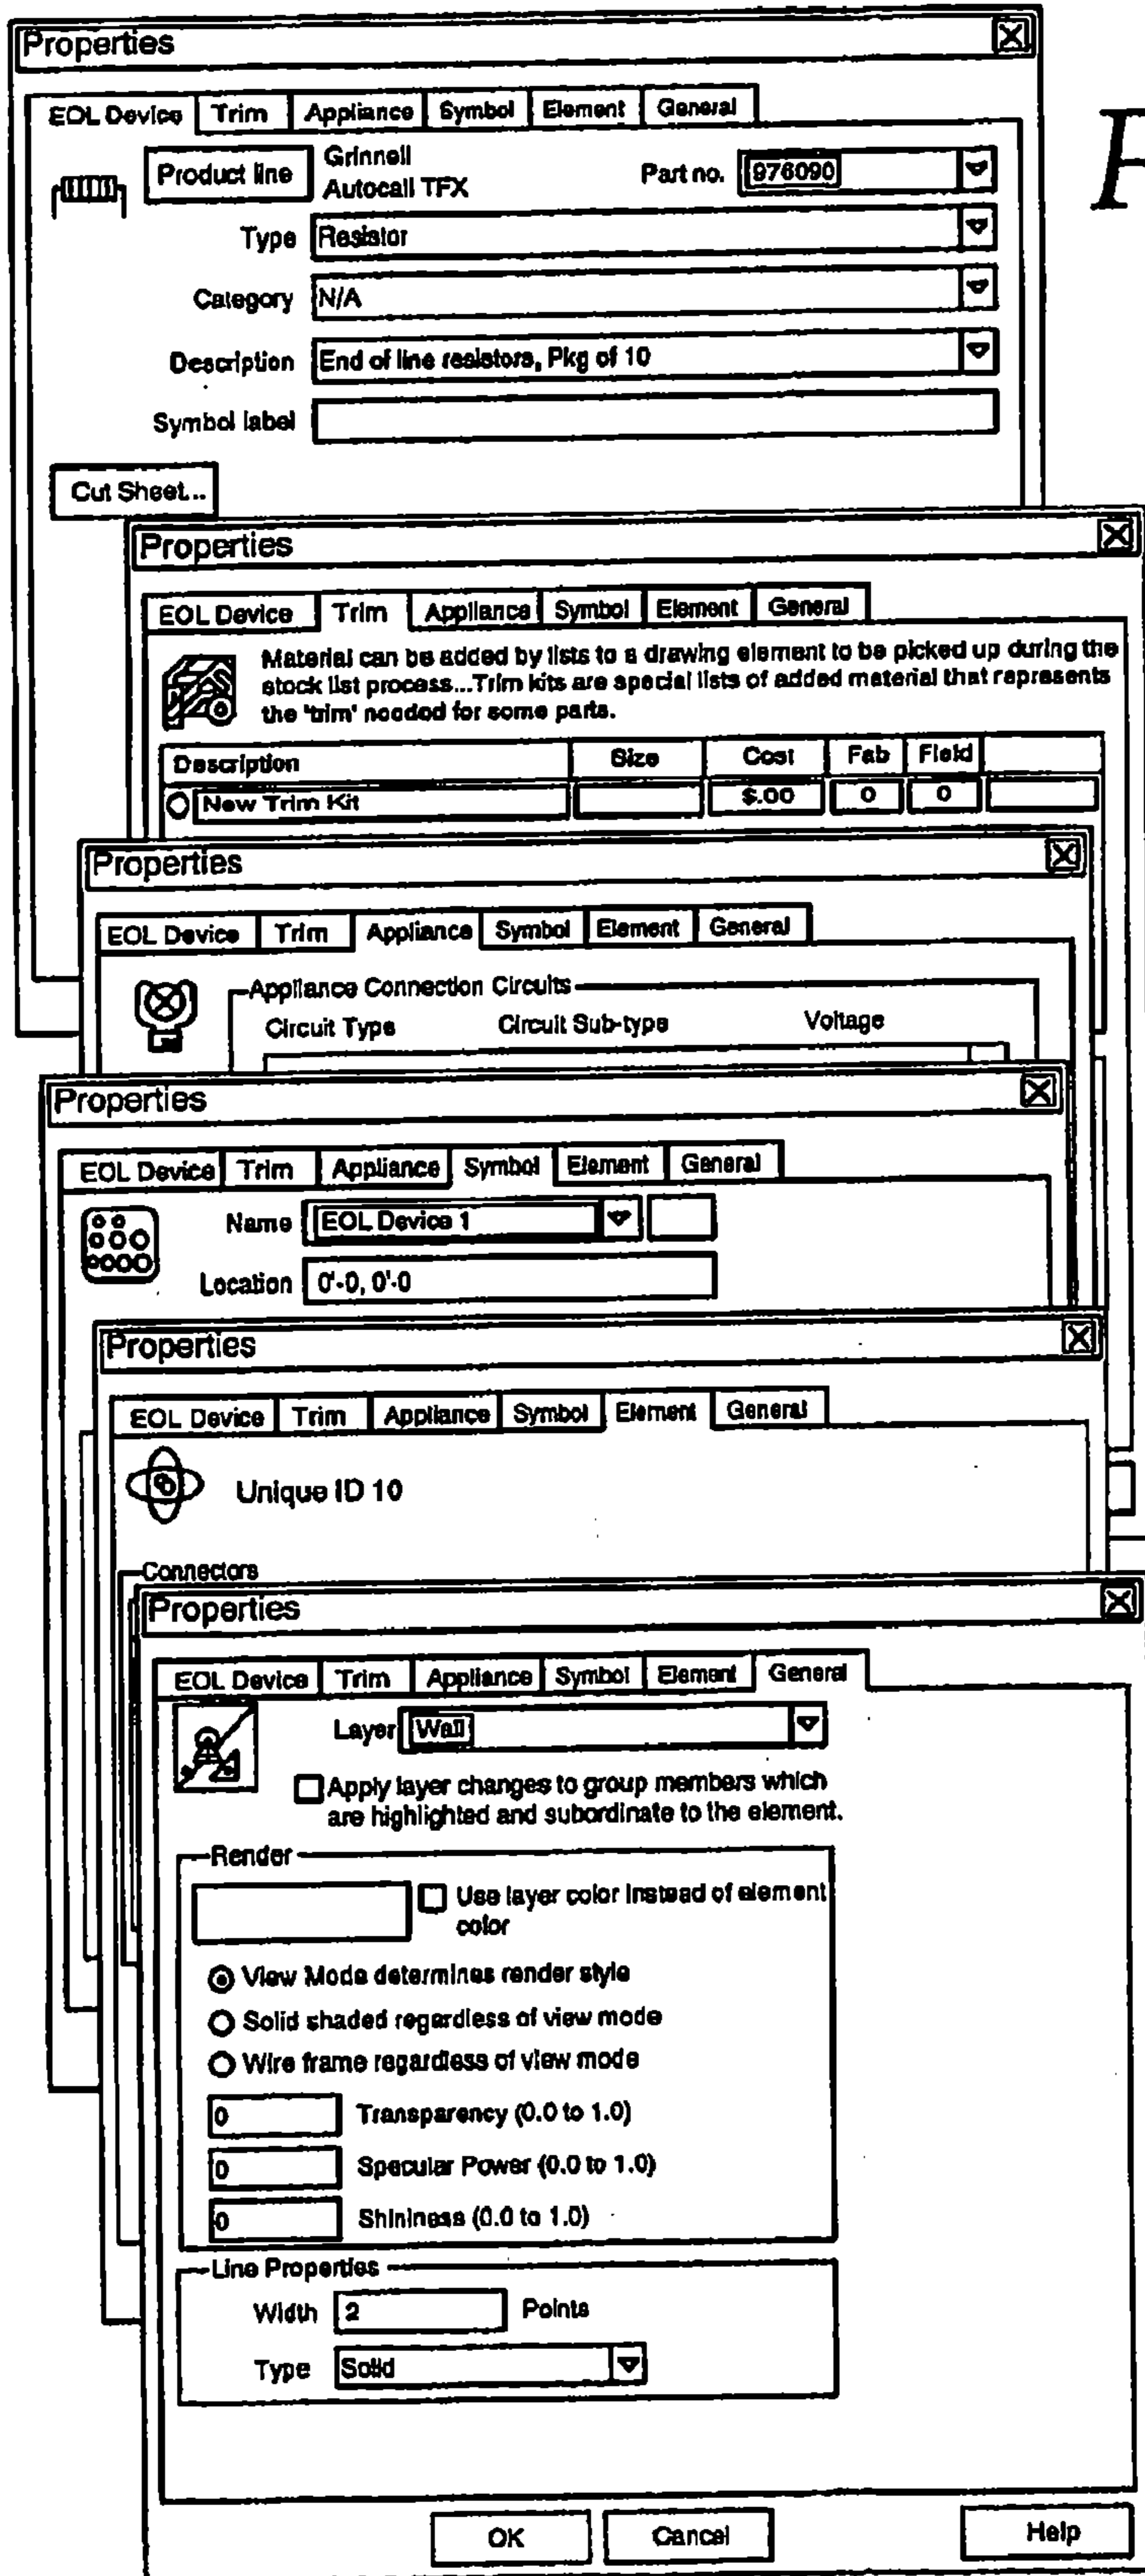 Properties
EOL Device Trim Appliance Symbol Element General
Product line Grinnell Autocall TFX Part no. 976090
Type Resistor
Category N/A
Description End of line resistors, Pkg of 10
Symbol label
Cut Sheet...
Properties
EOL Device Trim Appliance Symbol Element General
Material can be added by lists to a drawing element to be picked up during the
stock list process...Trim kits are special lists of added material that represents
the 'trim' needed for some parts.
Description Size Cost Fab Field
New Trim Kit $.00 0 0
Properties
EOL Device Trim Appliance Symbol Element General
Appliance Connection Circuits
Circuit Type Circuit Sub-type Voltage
Properties
EOL Device Trim Appliance Symbol Element General
Name EOL Device 1
Location 0'-0, 0'-0
Properties
EOL Device Trim Appliance Symbol Element General
Unique ID 10
Connectors
Properties
EOL Device Trim Appliance Symbol Element General
Layer Wall
Apply layer changes to group members which
are highlighted and subordinate to the element.
Render
Use layer color instead of element
color
View Mode determines render style
Solid shaded regardless of view mode
Wire frame regardless of view mode
0 Transparency (0.0 to 1.0)
0 Specular Power (0.0 to 1.0)
0 Shininess (0.0 to 1.0)
Line Properties
Width 2 Points
Type Solid
OK Cancel Help